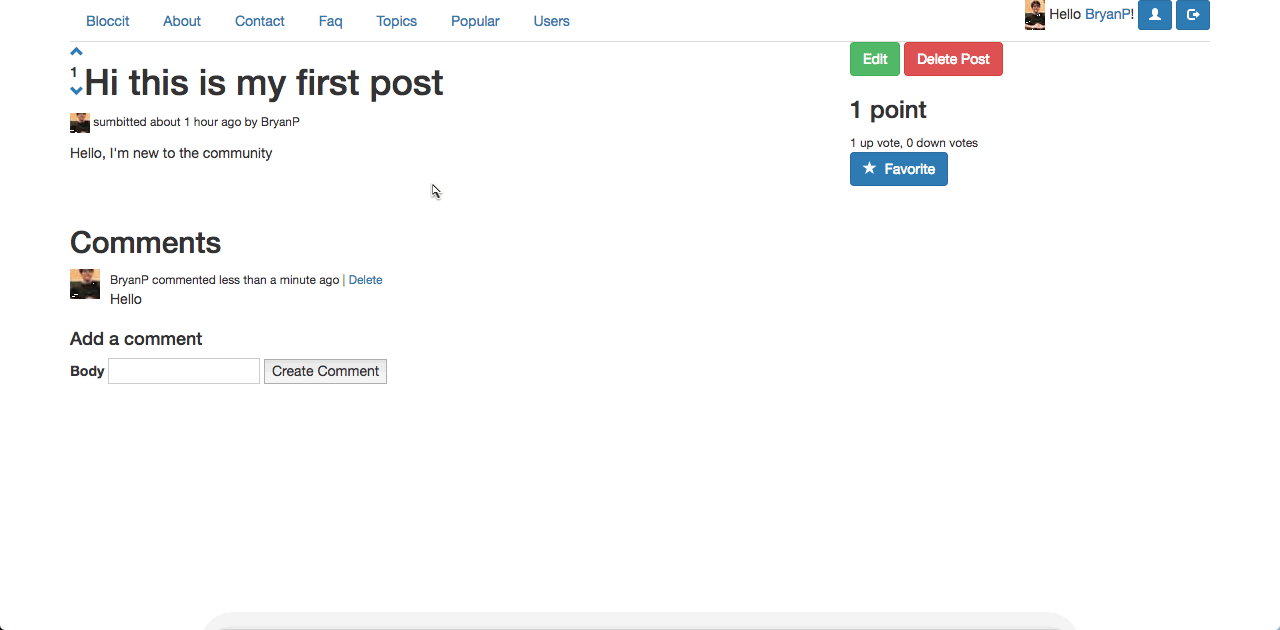 Bloccit About Contact Faq Topics Popular Users
Hello BryanP!
1
Hi this is my first post
sumbitted about 1 hour ago by BryanP
Hello, I'm new to the community
Edit Delete Post
1 point
1 up vote, 0 down votes
Favorite
Comments
BryanP commented less than a minute ago | Delete
Hello
Add a comment
Body Create Comment